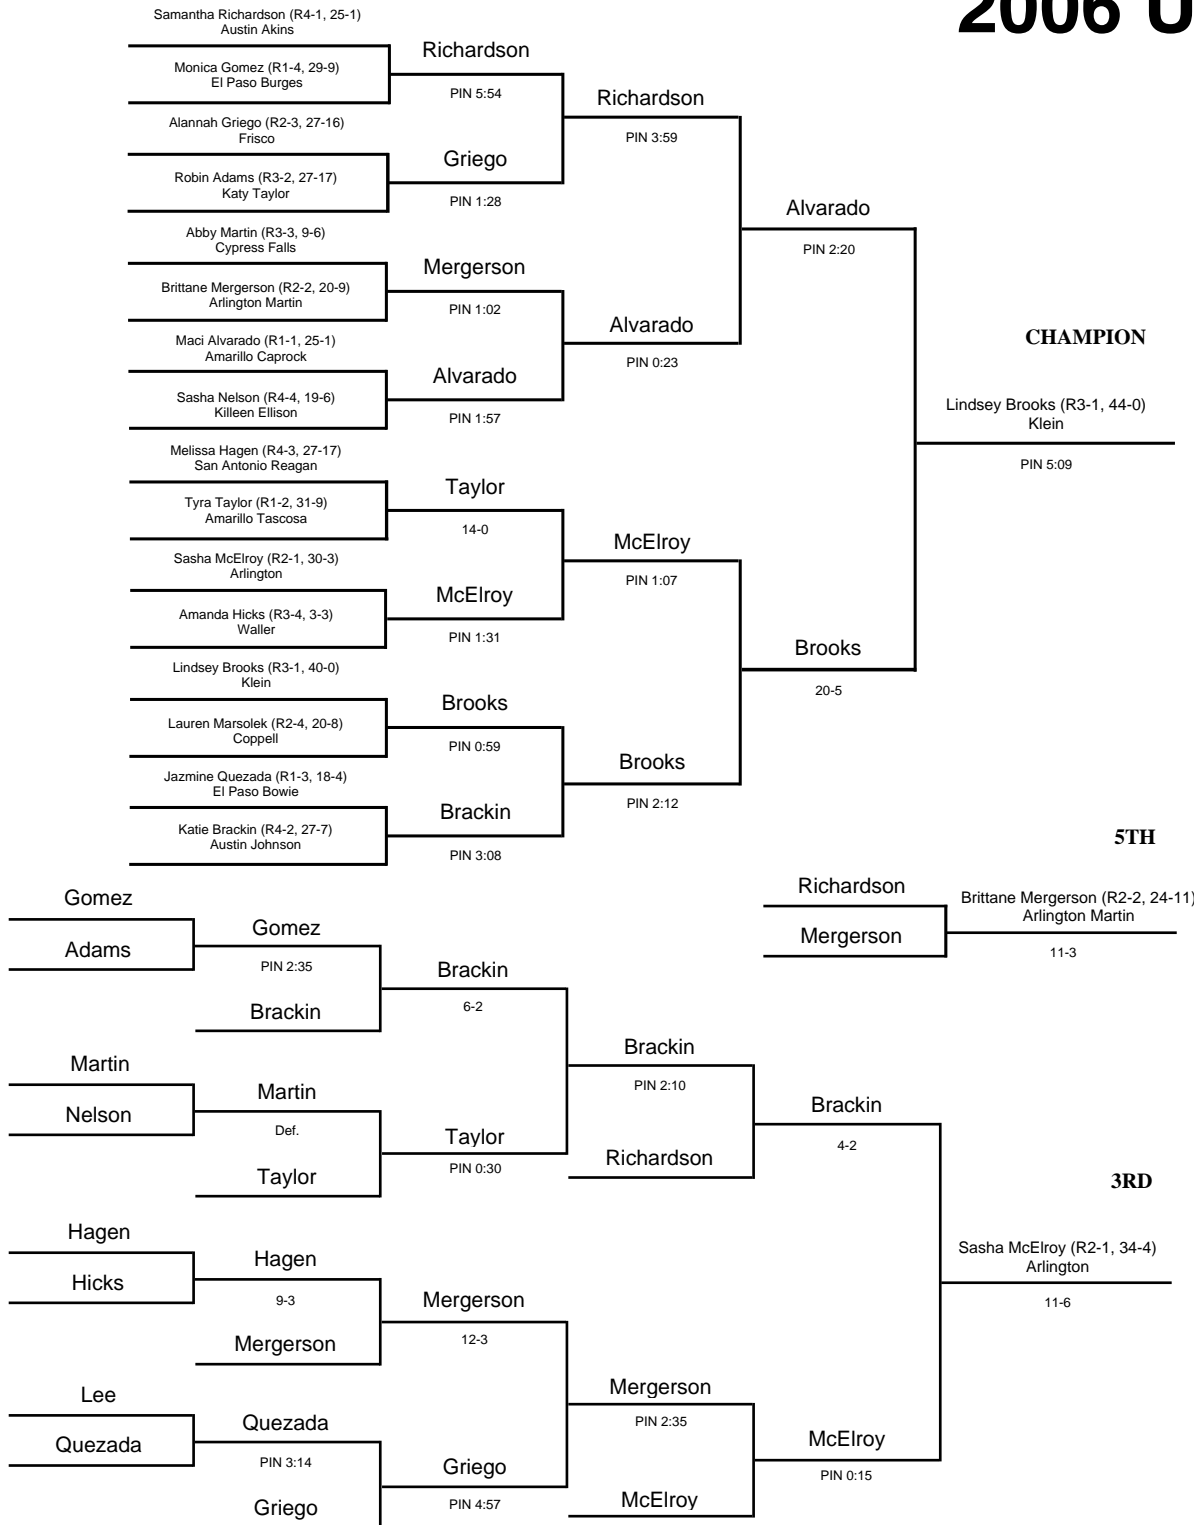 2006 U
Samantha Richardson (R4-1, 25-1)
Austin Akins
Richardson
Monica Gomez (R1-4, 29-9)
El Paso Burges
PIN 5:54
Richardson
Alannah Griego (R2-3, 27-16)
Frisco
PIN 3:59
Griego
Robin Adams (R3-2, 27-17)
Katy Taylor
PIN 1:28
Alvarado
Abby Martin (R3-3, 9-6)
Cypress Falls
PIN 2:20
Mergerson
Brittane Mergerson (R2-2, 20-9)
Arlington Martin
PIN 1:02
Alvarado
Maci Alvarado (R1-1, 25-1)
Amarillo Caprock
PIN 0:23
CHAMPION
Alvarado
Sasha Nelson (R4-4, 19-6)
Killeen Ellison
PIN 1:57
Lindsey Brooks (R3-1, 44-0)
Klein
PIN 5:09
Melissa Hagen (R4-3, 27-17)
San Antonio Reagan
Taylor
Tyra Taylor (R1-2, 31-9)
Amarillo Tascosa
14-0
McElroy
Sasha McElroy (R2-1, 30-3)
Arlington
PIN 1:07
McElroy
Amanda Hicks (R3-4, 3-3)
Waller
PIN 1:31
Brooks
20-5
Lindsey Brooks (R3-1, 40-0)
Klein
Brooks
Lauren Marsolek (R2-4, 20-8)
Coppell
PIN 0:59
Brooks
Jazmine Quezada (R1-3, 18-4)
El Paso Bowie
PIN 2:12
Brackin
Katie Brackin (R4-2, 27-7)
Austin Johnson
PIN 3:08
5TH
Richardson
Mergerson
Brittane Mergerson (R2-2, 24-11)
Arlington Martin
11-3
Gomez
Adams
Gomez
PIN 2:35
Brackin
Brackin
6-2
Martin
Nelson
Martin
Def.
Taylor
Taylor
PIN 0:30
Brackin
PIN 2:10
Richardson
Brackin
4-2
3RD
Hagen
Hicks
Hagen
9-3
Mergerson
Mergerson
12-3
Sasha McElroy (R2-1, 34-4)
Arlington
11-6
Lee
Quezada
Quezada
PIN 3:14
Griego
Griego
PIN 4:57
Mergerson
PIN 2:35
McElroy
McElroy
PIN 0:15